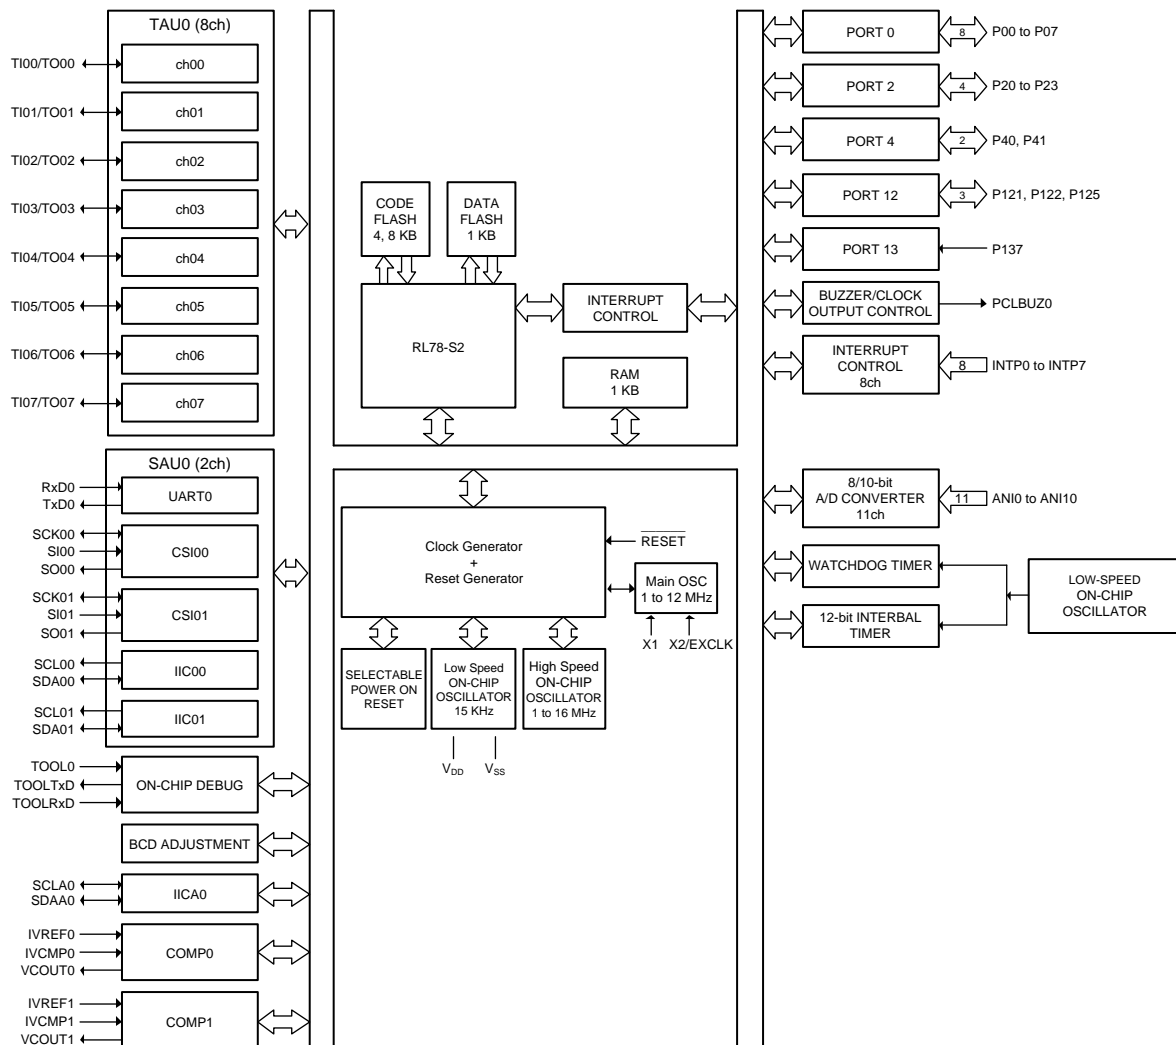 TAU0 (8ch)
TI00/TO00
ch00
TI01/TO01
ch01
TI02/TO02
ch02
TI03/TO03
ch03
TI04/TO04
ch04
TI05/TO05
ch05
TI06/TO06
ch06
TI07/TO07
ch07
SAU0 (2ch)
RxD0
TxD0
UART0
SCK00
SI00
SO00
CSI00
SCK01
SI01
SO01
CSI01
SCL00
SDA00
IIC00
SCL01
SDA01
IIC01
TOOL0
TOOLTxD
TOOLRxD
ON-CHIP DEBUG
BCD ADJUSTMENT
SCLA0
SDAA0
IICA0
IVREF0
IVCMP0
VCOUT0
COMP0
IVREF1
IVCMP1
VCOUT1
COMP1
CODE
FLASH
4, 8 KB
DATA
FLASH
1 KB
RL78-S2
INTERRUPT
CONTROL
RAM
1 KB
Clock Generator
+
Reset Generator
RESET
Main OSC
1 to 12 MHz
X1
X2/EXCLK
SELECTABLE
POWER ON
RESET
Low Speed
ON-CHIP
OSCILLATOR
15 KHz
High Speed
ON-CHIP
OSCILLATOR
1 to 16 MHz
VDD
VSS
PORT 0
8
P00 to P07
PORT 2
4
P20 to P23
PORT 4
2
P40, P41
PORT 12
3
P121, P122, P125
PORT 13
P137
BUZZER/CLOCK
OUTPUT CONTROL
PCLBUZ0
INTERRUPT
CONTROL
8ch
8
INTP0 to INTP7
8/10-bit
A/D CONVERTER
11ch
11
ANI0 to ANI10
WATCHDOG TIMER
12-bit INTERBAL
TIMER
LOW-SPEED
ON-CHIP
OSCILLATOR